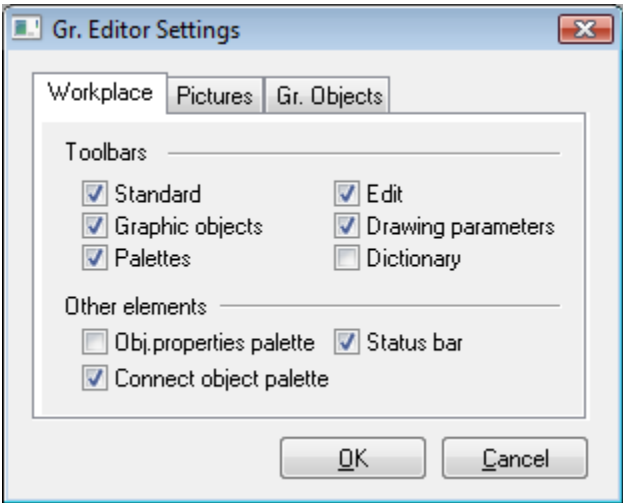 Gr. Editor Settings
Workplace Pictures Gr. Objects
Toolbars
Standard Edit
Graphic objects Drawing parameters
Palettes Dictionary
Other elements
Obj.properties palette Status bar
Connect object palette
OK Cancel